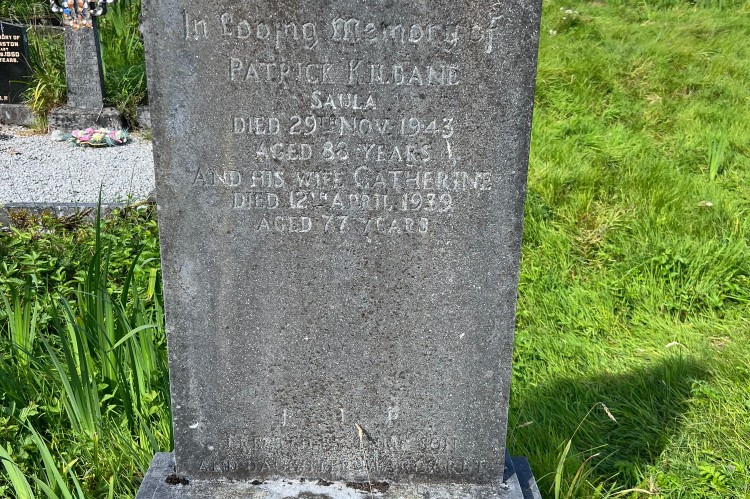 In Loving Memory of
PATRICK KILBANE
SAULA
DIED 29TH NOV. 1943
AGED 83 YEARS
AND HIS WIFE CATHERINE
DIED 12TH APRIL 1939
AGED 77 YEARS
R I P
ERECTED BY SON
AND DAUGHTER MARGARET